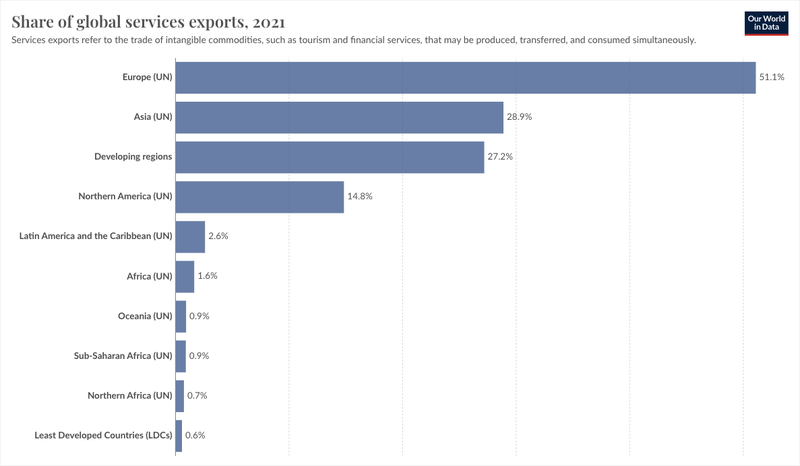 Share of global services exports, 2021
Our World
in Data
Services exports refer to the trade of intangible commodities, such as tourism and financial services, that may be produced, transferred, and consumed simultaneously.
Europe (UN) 51.1%
Asia (UN) 28.9%
Developing regions 27.2%
Northern America (UN) 14.8%
Latin America and the Caribbean (UN) 2.6%
Africa (UN) 1.6%
Oceania (UN) 0.9%
Sub-Saharan Africa (UN) 0.9%
Northern Africa (UN) 0.7%
Least Developed Countries (LDCs) 0.6%